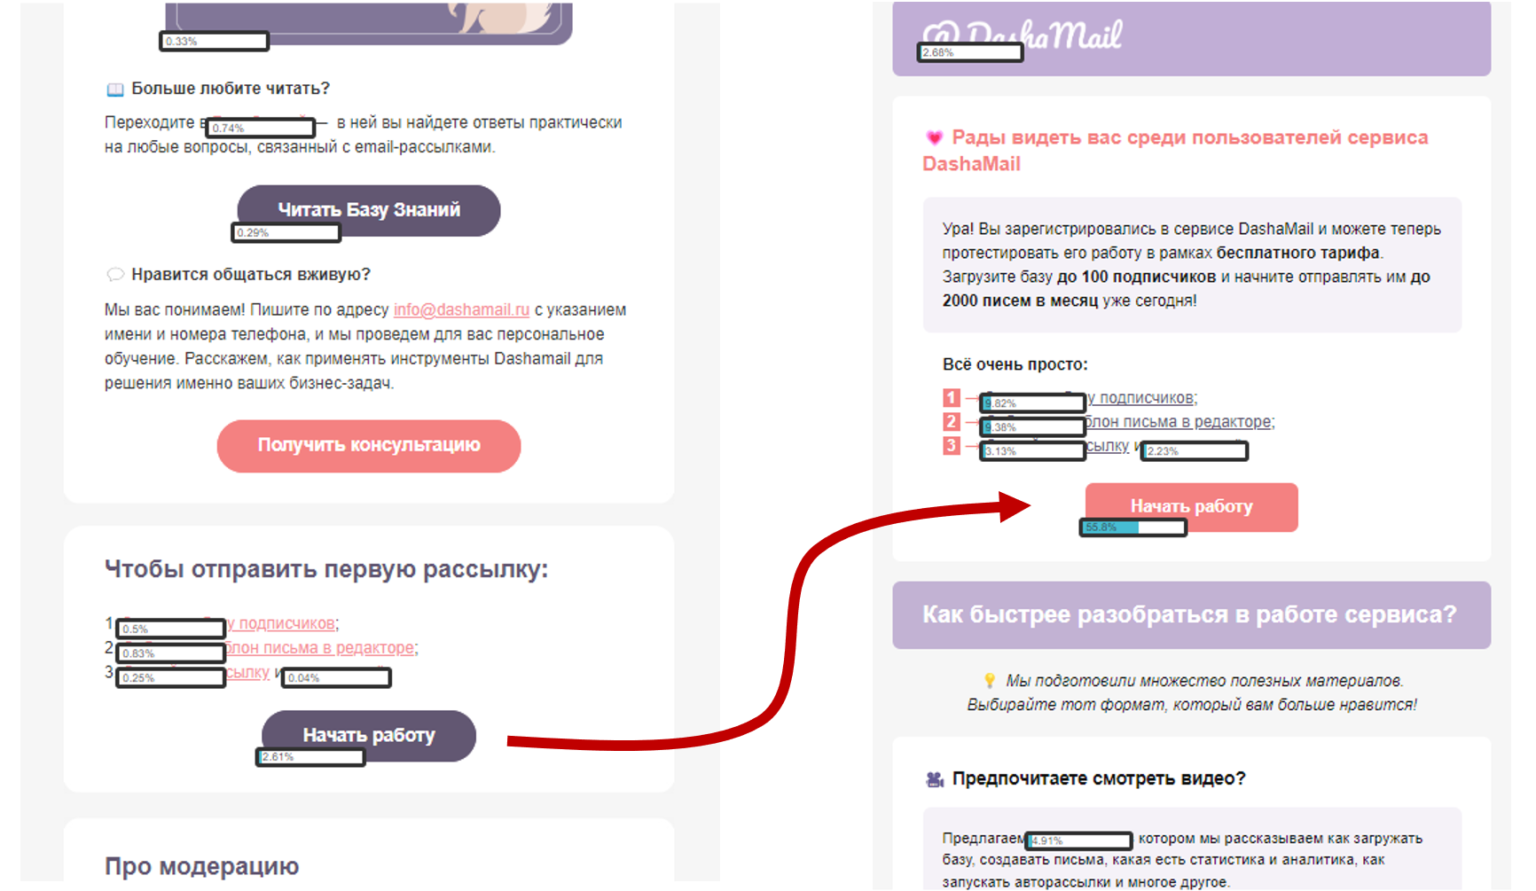 0.33%
Больше любите читать?
Переходите в 0.74% — в ней вы найдете ответы практически
на любые вопросы, связанный с email-рассылками.
Читать Базу Знаний
0.29%
Нравится общаться вживую?
Мы вас понимаем! Пишите по адресу info@dashamail.ru с указанием
имени и номера телефона, и мы проведем для вас персональное
обучение. Расскажем, как применять инструменты Dashamail для
решения именно ваших бизнес-задач.
Получить консультацию
Чтобы отправить первую рассылку:
1 0.5% у подписчиков;
2 0.83% блон письма в редакторе;
3 0.25% сылку и 0.04%
Начать работу
2.61%
Про модерацию
DashaMail
2.68%
Рады видеть вас среди пользователей сервиса
DashaMail
Ура! Вы зарегистрировались в сервисе DashaMail и можете теперь
протестировать его работу в рамках бесплатного тарифа.
Загрузите базу до 100 подписчиков и начните отправлять им до
2000 писем в месяц уже сегодня!
Всё очень просто:
1 → 9.82% у подписчиков;
2 → 9.38% блон письма в редакторе;
3 → 3.13% сылку и 2.23%
Начать работу
55.8%
Как быстрее разобраться в работе сервиса?
Мы подготовили множество полезных материалов.
Выбирайте тот формат, который вам больше нравится!
Предпочитаете смотреть видео?
Предлагаем 4.91% котором мы рассказываем как загружать
базу, создавать письма, какая есть статистика и аналитика, как
запускать авторассылки и многое другое.